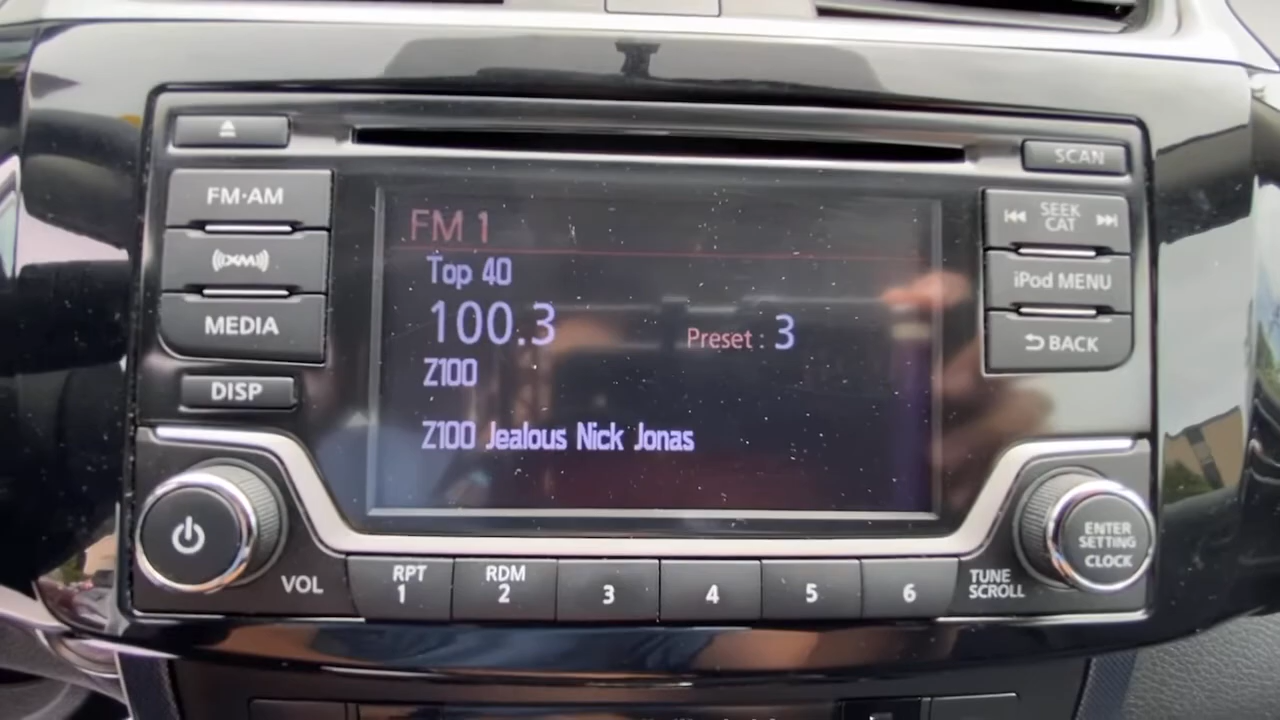 SCAN
FM·AM
SEEK
CAT
XM
iPod MENU
MEDIA
BACK
DISP
FM 1
Top 40
100.3
Preset : 3
Z100
Z100 Jealous Nick Jonas
VOL
RPT
1
RDM
2
3
4
5
6
TUNE
SCROLL
ENTER
SETTING
CLOCK